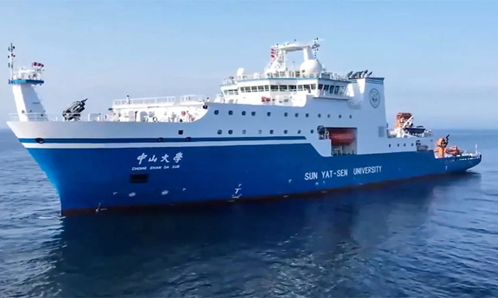 中山大學
ZHONG SHAN DA XUE
SUN YAT-SEN UNIVERSITY